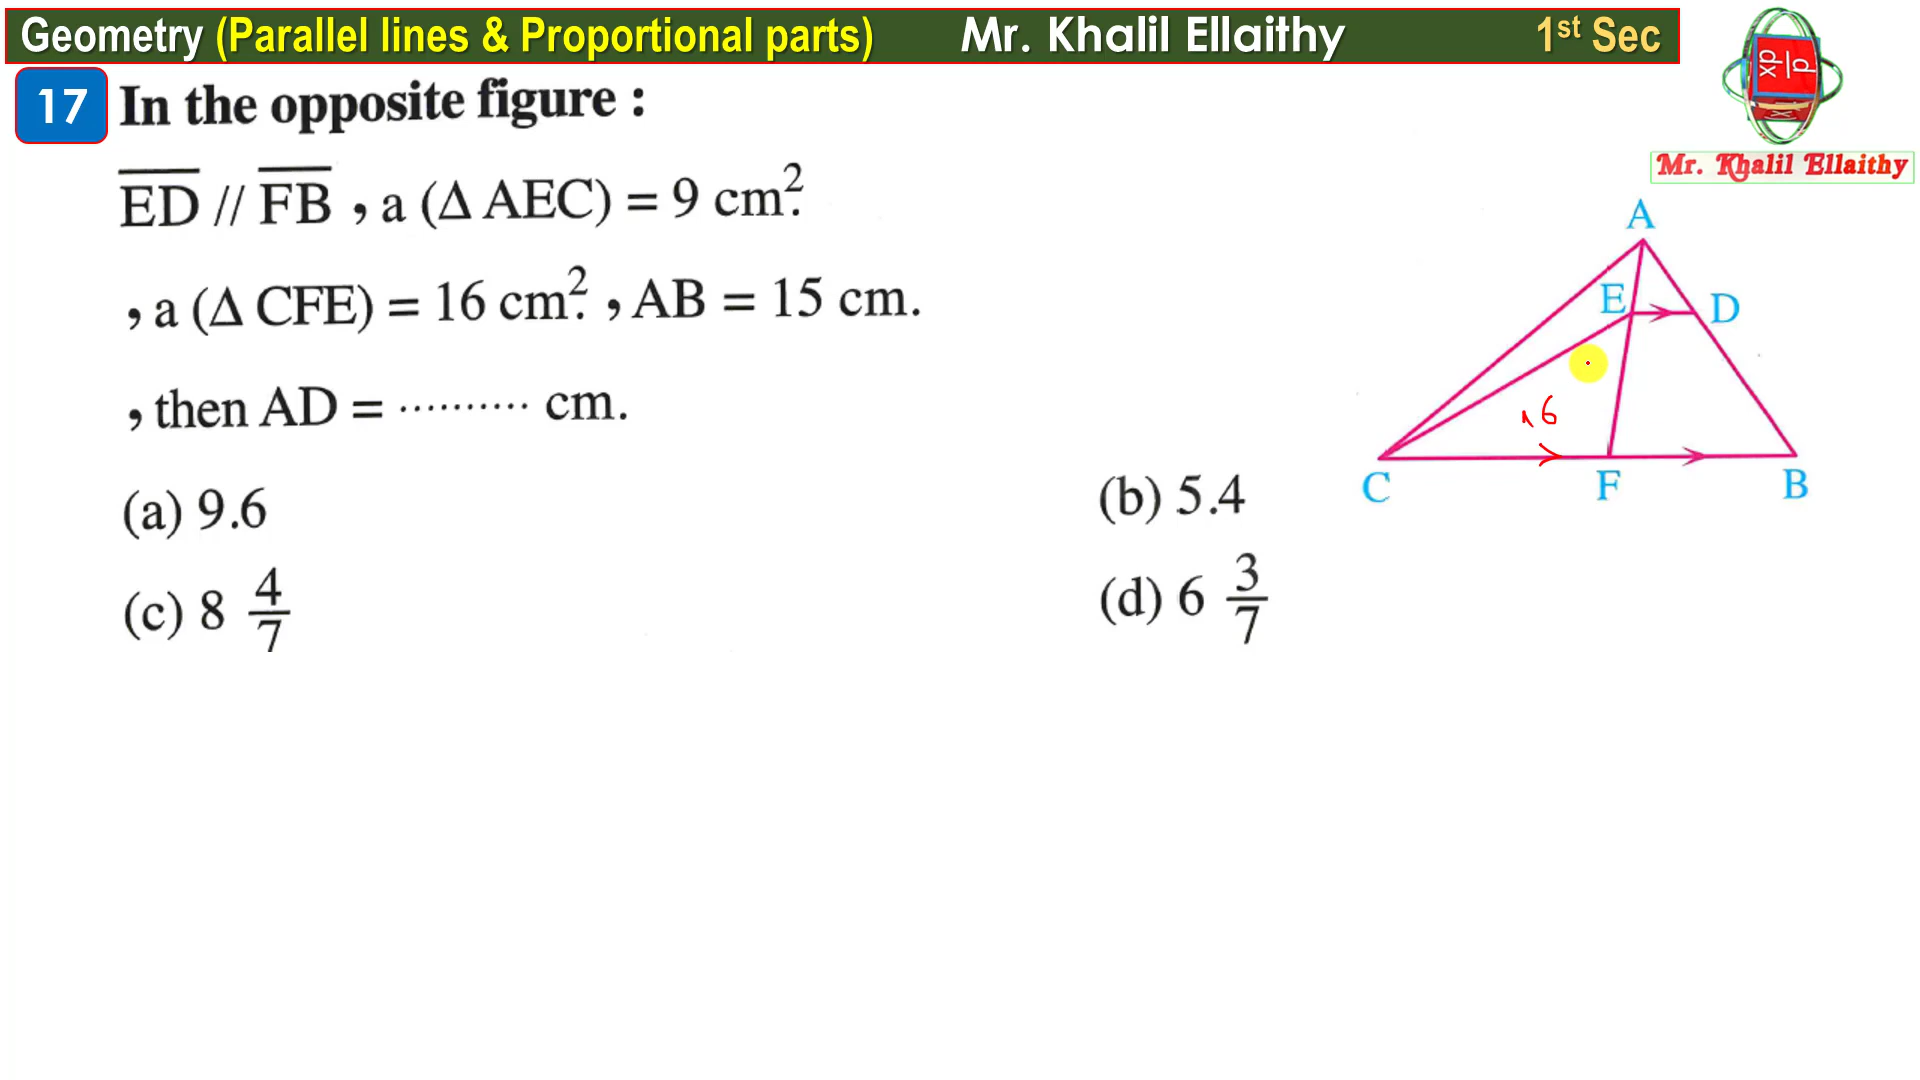 Geometry (Parallel lines & Proportional parts) Mr. Khalil Ellaithy 1st Sec
d
dx
Mr. Khalil Ellaithy
17 In the opposite figure :
ED // FB , a (Δ AEC) = 9 cm².
, a (Δ CFE) = 16 cm². , AB = 15 cm.
, then AD = ·········· cm.
(a) 9.6 (b) 5.4
(c) 8 4/7 (d) 6 3/7
A
E D
16
C F B